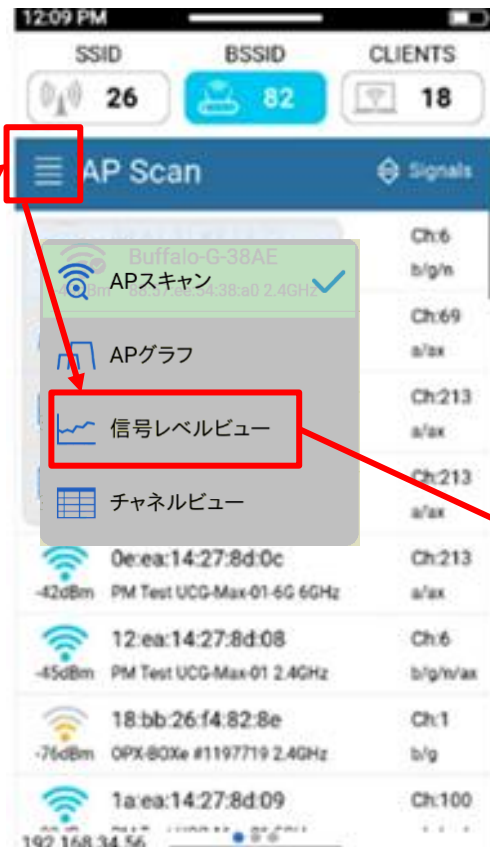 12:09 PM
SSID BSSID CLIENTS
26 82 18
AP Scan Signals
Buffalo-G-38AE Ch:6
APスキャン b/g/n
2.4GHz
Ch:69
APグラフ a/ax
Ch:213
信号レベルビュー a/ax
Ch:213
チャネルビュー a/ax
0e:ea:14:27:8d:0c Ch:213
-42dBm PM Test UCG-Max-01-6G 6GHz a/ax
12:ea:14:27:8d:08 Ch:6
-45dBm PM Test UCG-Max-01 2.4GHz b/g/n/ax
18:bb:26:f4:82:8e Ch:1
-76dBm OPX-BOXe #1197719 2.4GHz b/g
1a:ea:14:27:8d:09 Ch:100
192.168.34.56